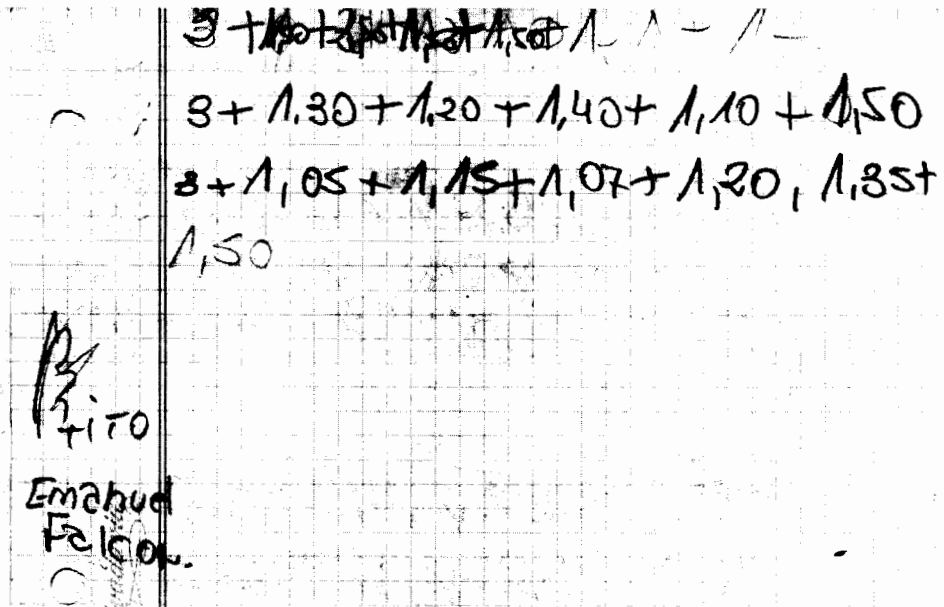 3 + 1,30 + 1,20 + 1,40 + 1,10 + 1,50
3 + 1,05 + 1,15 + 1,07 + 1,20, 1,35+
1,50
Tito
Emanuel
Falcon.